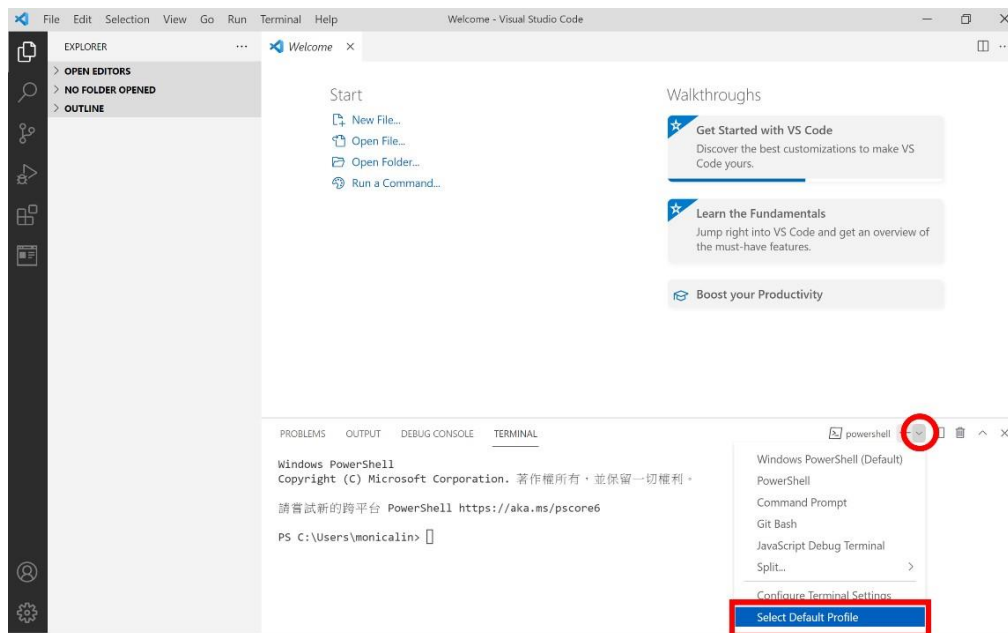 File Edit Selection View Go Run Terminal Help Welcome - Visual Studio Code
EXPLORER
OPEN EDITORS
NO FOLDER OPENED
OUTLINE
Welcome
Start
New File...
Open File...
Open Folder...
Run a Command...
Walkthroughs
Get Started with VS Code
Discover the best customizations to make VS
Code yours.
Learn the Fundamentals
Jump right into VS Code and get an overview of
the must-have features.
Boost your Productivity
PROBLEMS OUTPUT DEBUG CONSOLE TERMINAL powershell
Windows PowerShell
Copyright (C) Microsoft Corporation. 著作權所有，並保留一切權利。
請嘗試新的跨平台 PowerShell https://aka.ms/pscore6
PS C:\Users\monicalin>
Windows PowerShell (Default)
PowerShell
Command Prompt
Git Bash
JavaScript Debug Terminal
Split...
Configure Terminal Settings
Select Default Profile